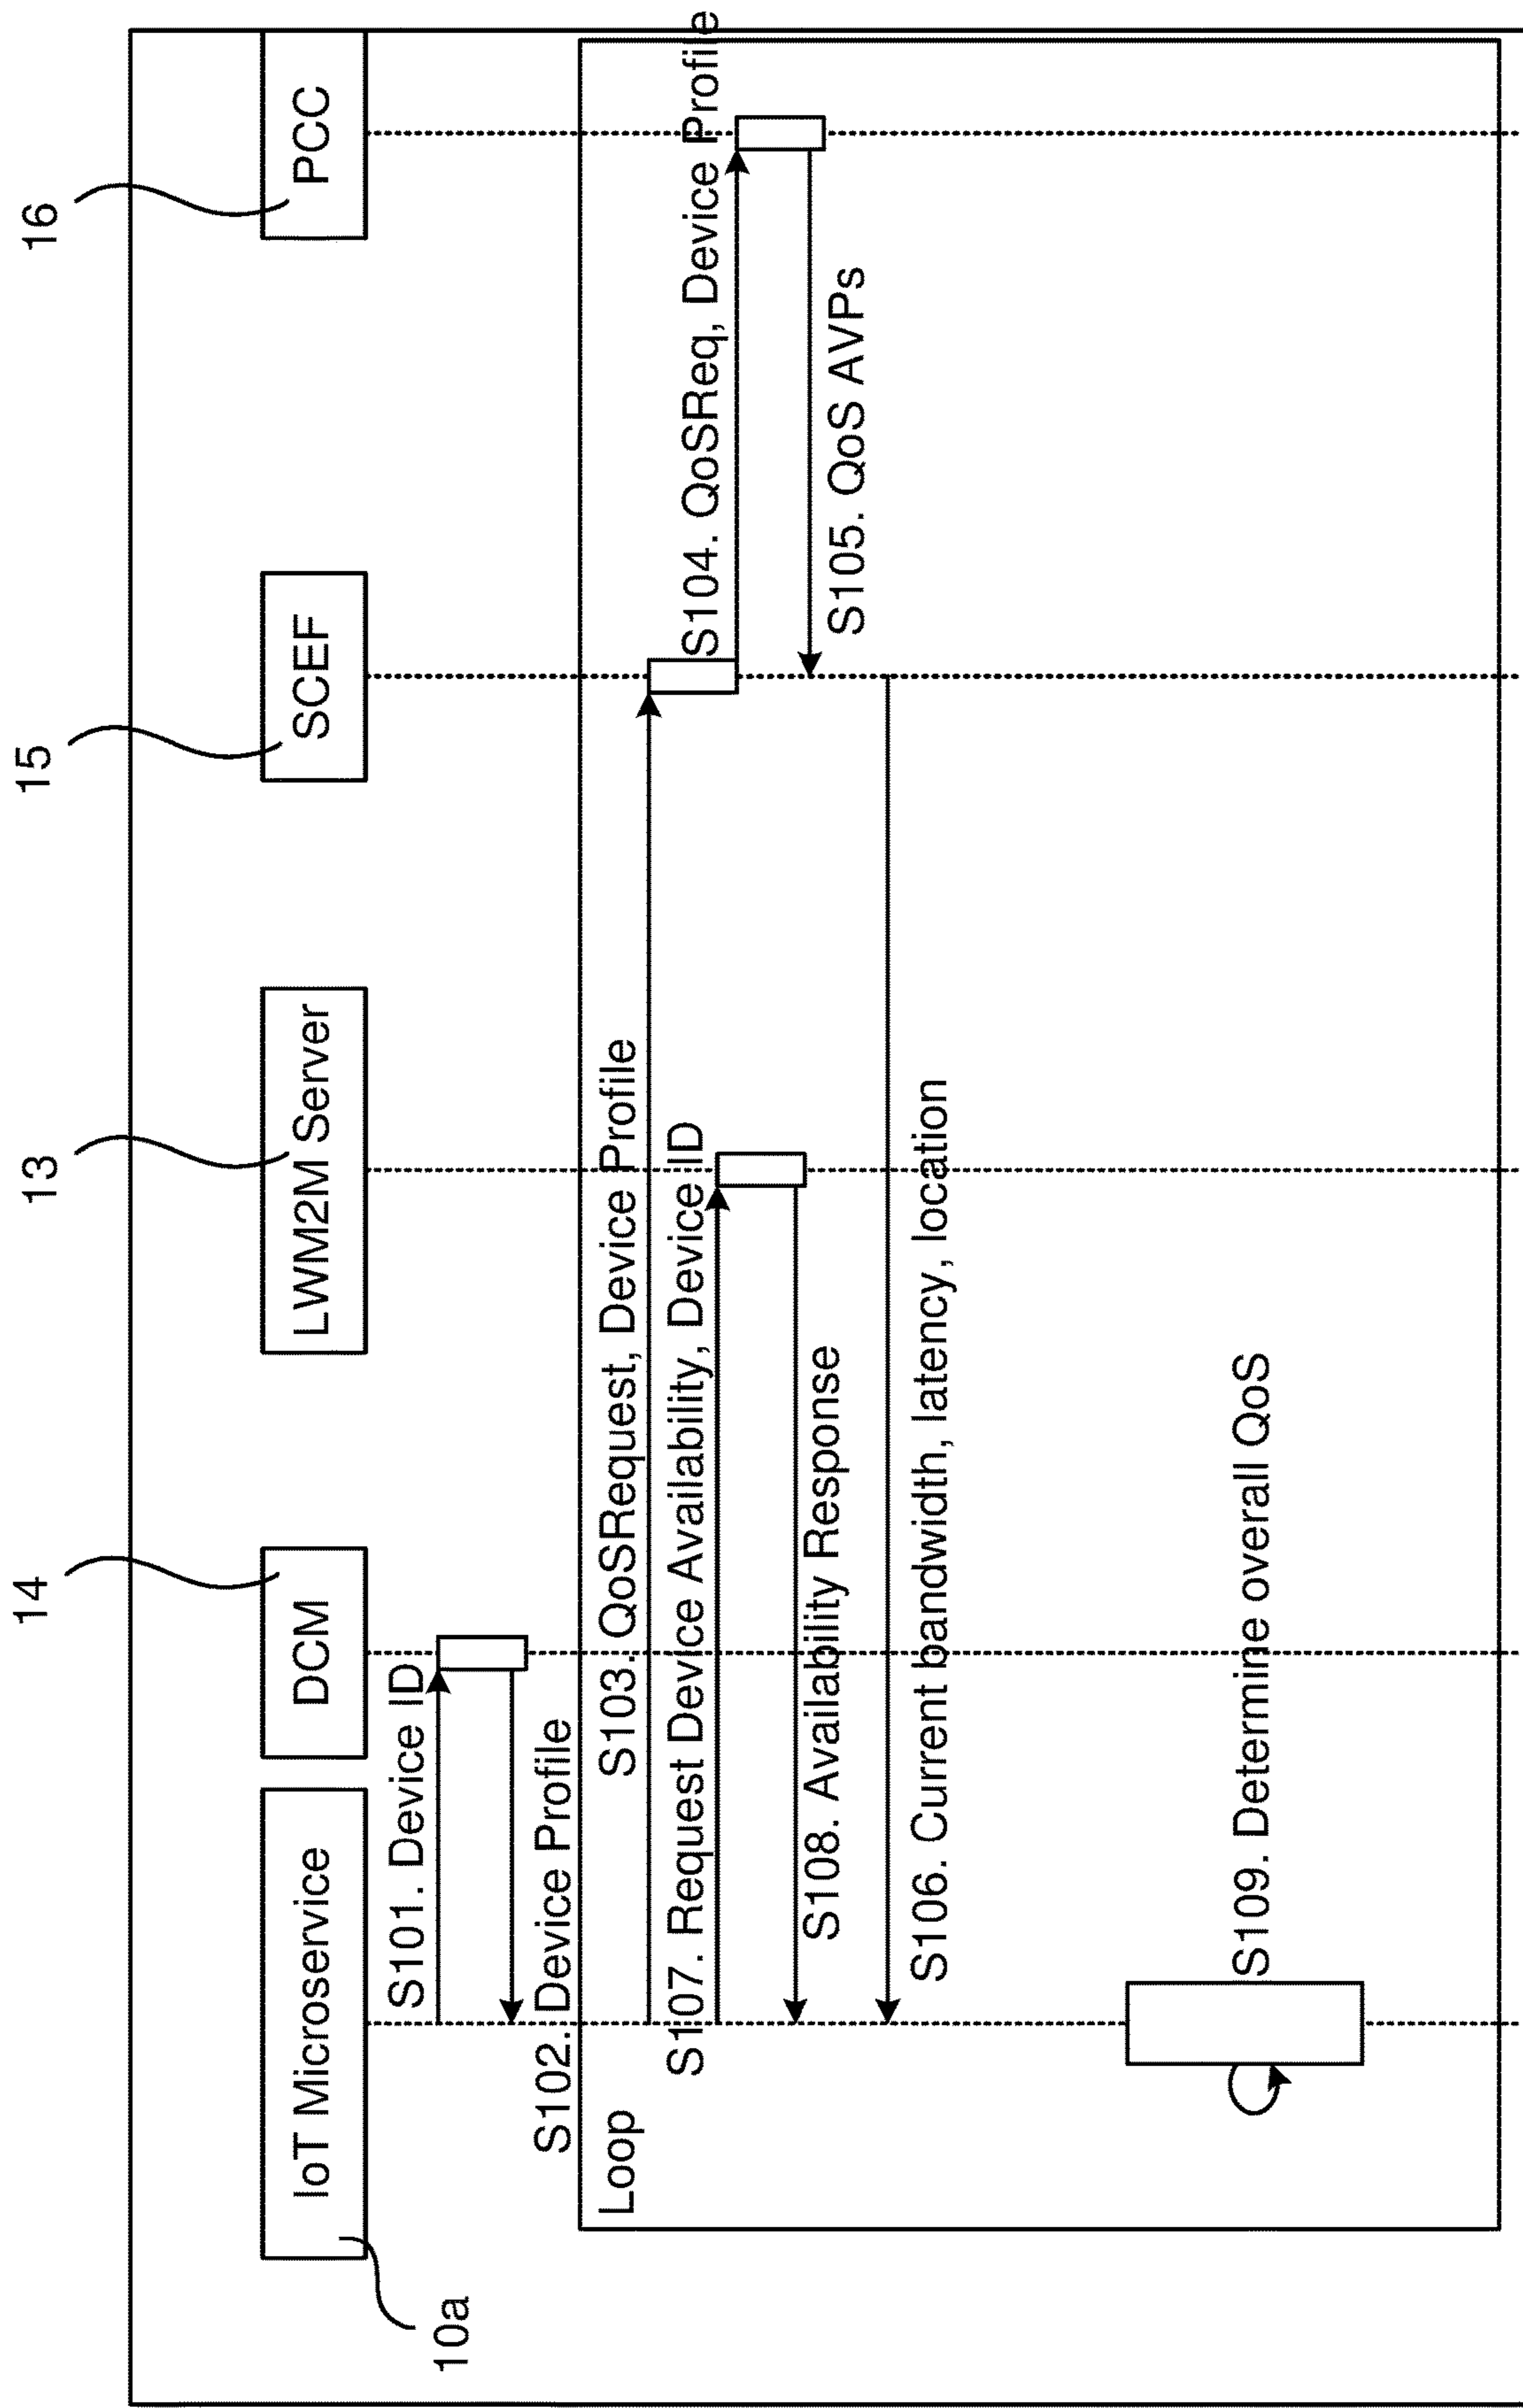 14
13
15
16
IoT Microservice
DCM
LWM2M Server
SCEF
PCC
10a
S101. Device ID
S102. Device Profile
Loop
S103. QoSRequest, Device Profile
S107. Request Device Availability, Device ID
S104. QoSReq, Device Profile
S108. Availability Response
S105. QoS AVPs
S106. Current bandwidth, latency, location
S109. Determine overall QoS